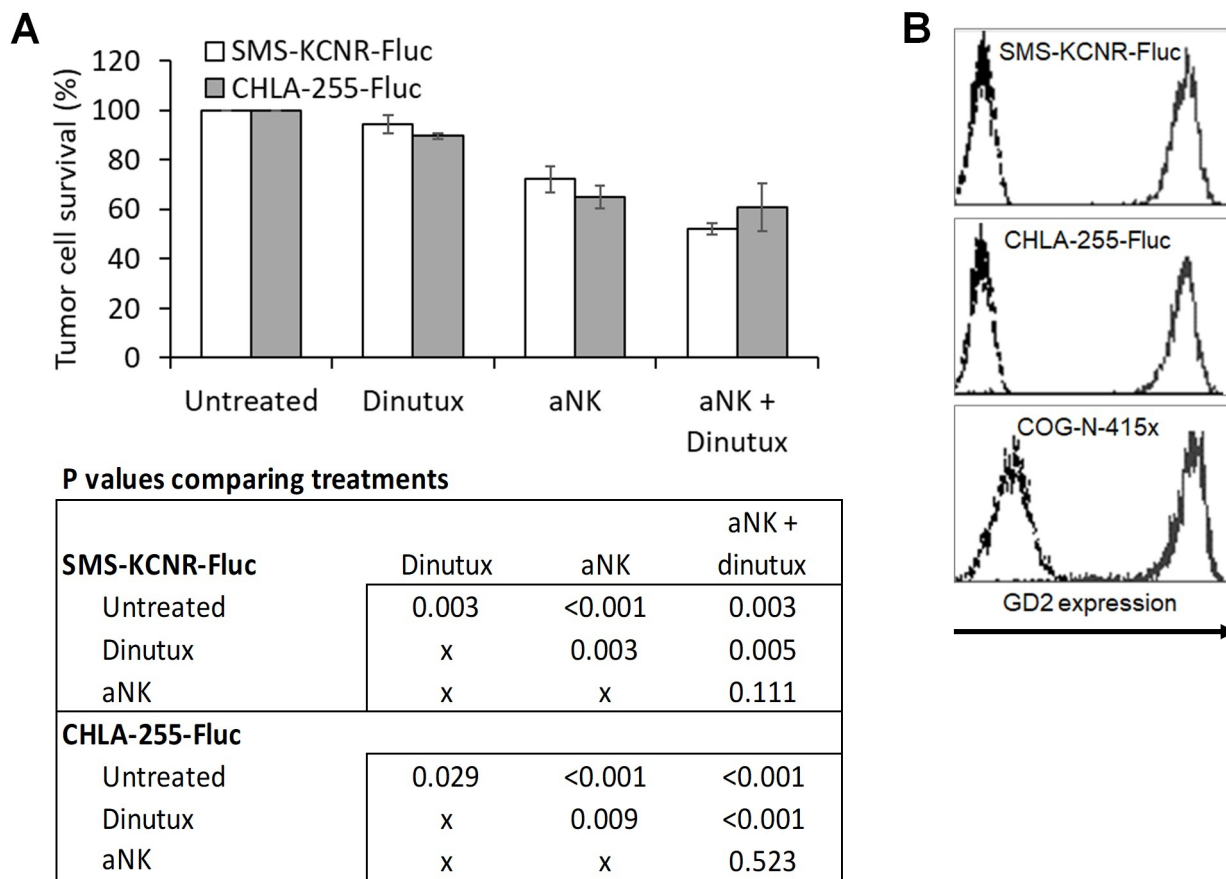 A
SMS-KCNR-Fluc
CHLA-255-Fluc
Tumor cell survival (%)
120
100
80
60
40
20
0
Untreated Dinutux aNK aNK +
Dinutux
P values comparing treatments
aNK +
SMS-KCNR-Fluc Dinutux aNK dinutux
Untreated 0.003 <0.001 0.003
Dinutux x 0.003 0.005
aNK x x 0.111
CHLA-255-Fluc
Untreated 0.029 <0.001 <0.001
Dinutux x 0.009 <0.001
aNK x x 0.523
B
SMS-KCNR-Fluc
CHLA-255-Fluc
COG-N-415x
GD2 expression